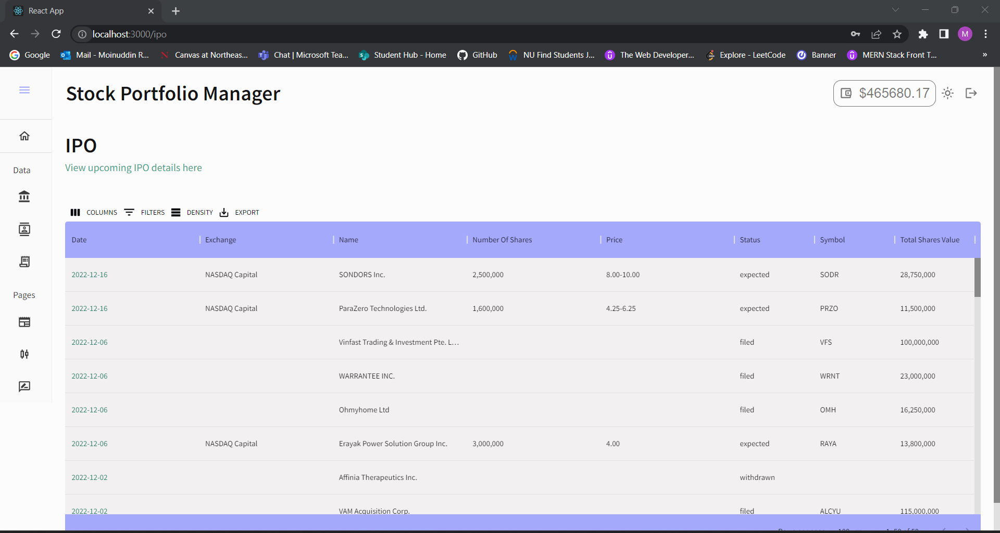 React App
localhost:3000/ipo
M
Google Mail - Moinuddin R... Canvas at Northeas... Chat | Microsoft Tea... Student Hub - Home GitHub NU Find Students J... The Web Developer... Explore - LeetCode Banner MERN Stack Front T... »
Stock Portfolio Manager
$465680.17
IPO
View upcoming IPO details here
Data
Pages
COLUMNS FILTERS DENSITY EXPORT
Date Exchange Name Number Of Shares Price Status Symbol Total Shares Value
2022-12-16 NASDAQ Capital SONDORS Inc. 2,500,000 8.00-10.00 expected SODR 28,750,000
2022-12-16 NASDAQ Capital ParaZero Technologies Ltd. 1,600,000 4.25-6.25 expected PRZO 11,500,000
2022-12-06 Vinfast Trading & Investment Pte. L... filed VFS 100,000,000
2022-12-06 WARRANTEE INC. filed WRNT 23,000,000
2022-12-06 Ohmyhome Ltd filed OMH 16,250,000
2022-12-06 NASDAQ Capital Erayak Power Solution Group Inc. 3,000,000 4.00 expected RAYA 13,800,000
2022-12-02 Affinia Therapeutics Inc. withdrawn
2022-12-02 VAM Acquisition Corp. filed ALCYU 115,000,000